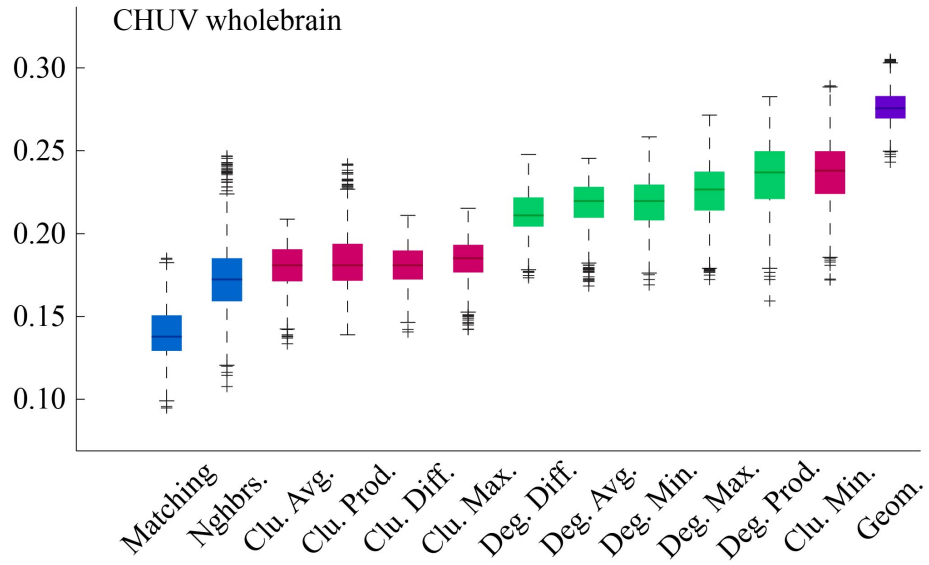 CHUV wholebrain
0.30
0.25
0.20
0.15
0.10
Matching
Nghbrs.
Clu. Avg.
Clu. Prod.
Clu. Diff.
Clu. Max.
Deg. Diff.
Deg. Avg.
Deg. Min.
Deg. Max.
Deg. Prod.
Clu. Min.
Geom.